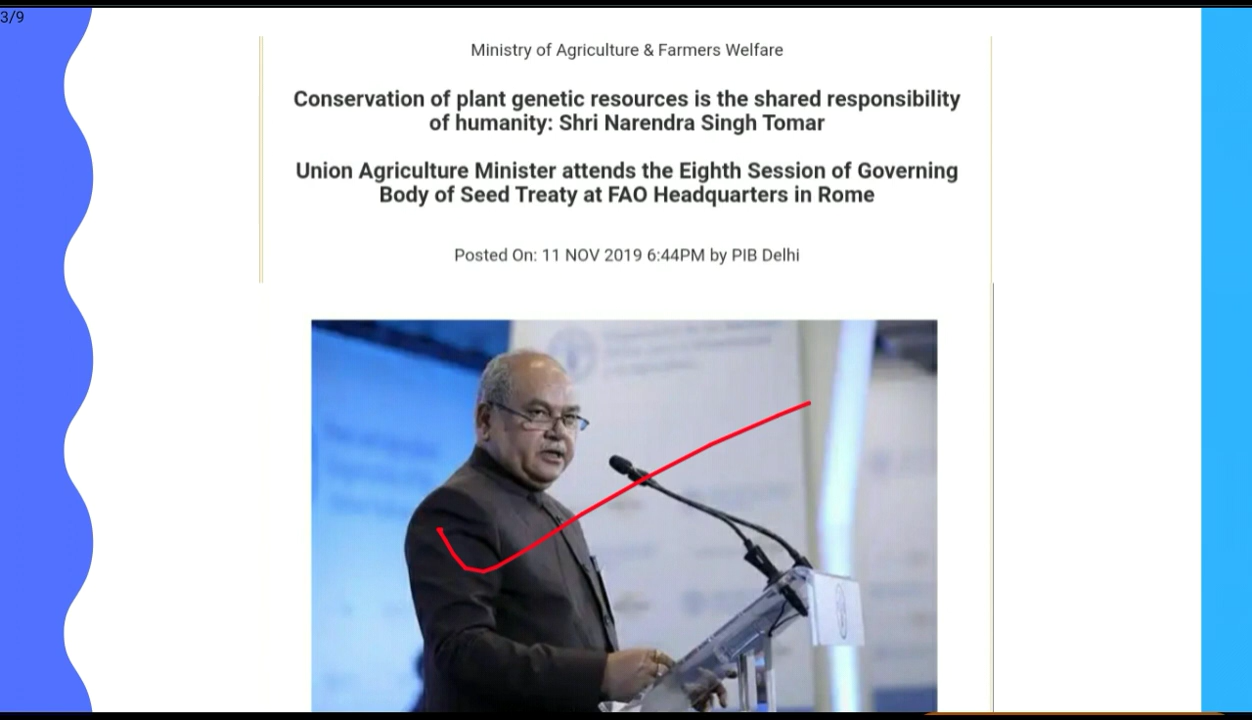 3/9
Ministry of Agriculture & Farmers Welfare
Conservation of plant genetic resources is the shared responsibility
of humanity: Shri Narendra Singh Tomar
Union Agriculture Minister attends the Eighth Session of Governing
Body of Seed Treaty at FAO Headquarters in Rome
Posted On: 11 NOV 2019 6:44PM by PIB Delhi